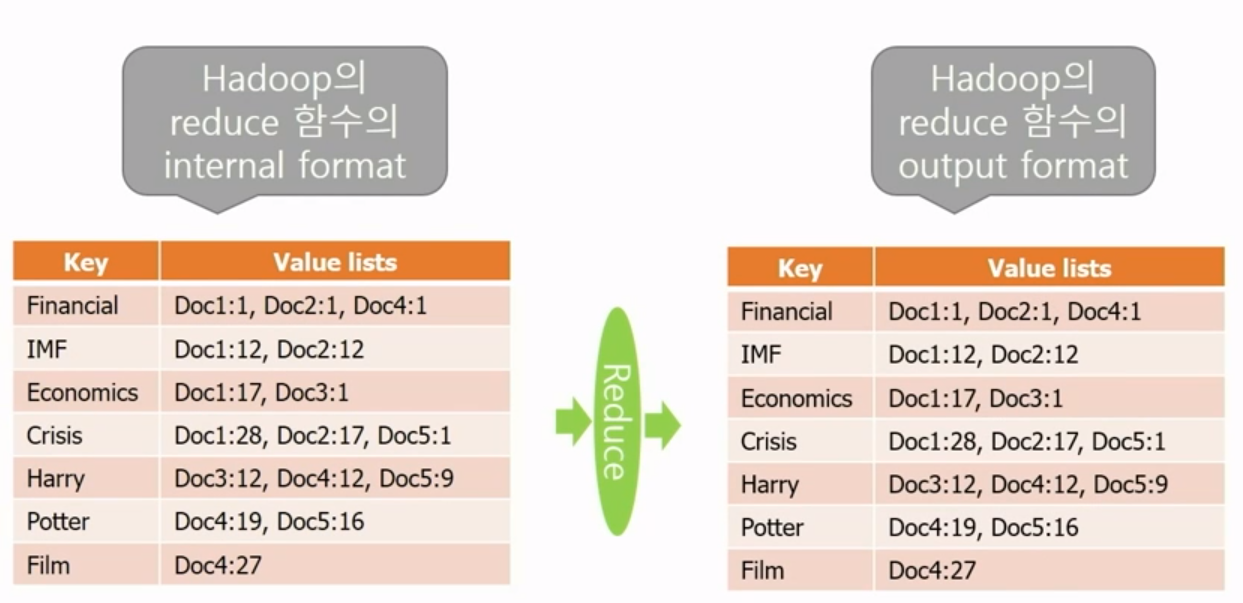 Hadoop의
reduce 함수의
internal format
Hadoop의
reduce 함수의
output format
Key Value lists
Financial Doc1:1, Doc2:1, Doc4:1
IMF Doc1:12, Doc2:12
Economics Doc1:17, Doc3:1
Crisis Doc1:28, Doc2:17, Doc5:1
Harry Doc3:12, Doc4:12, Doc5:9
Potter Doc4:19, Doc5:16
Film Doc4:27
Reduce
Key Value lists
Financial Doc1:1, Doc2:1, Doc4:1
IMF Doc1:12, Doc2:12
Economics Doc1:17, Doc3:1
Crisis Doc1:28, Doc2:17, Doc5:1
Harry Doc3:12, Doc4:12, Doc5:9
Potter Doc4:19, Doc5:16
Film Doc4:27